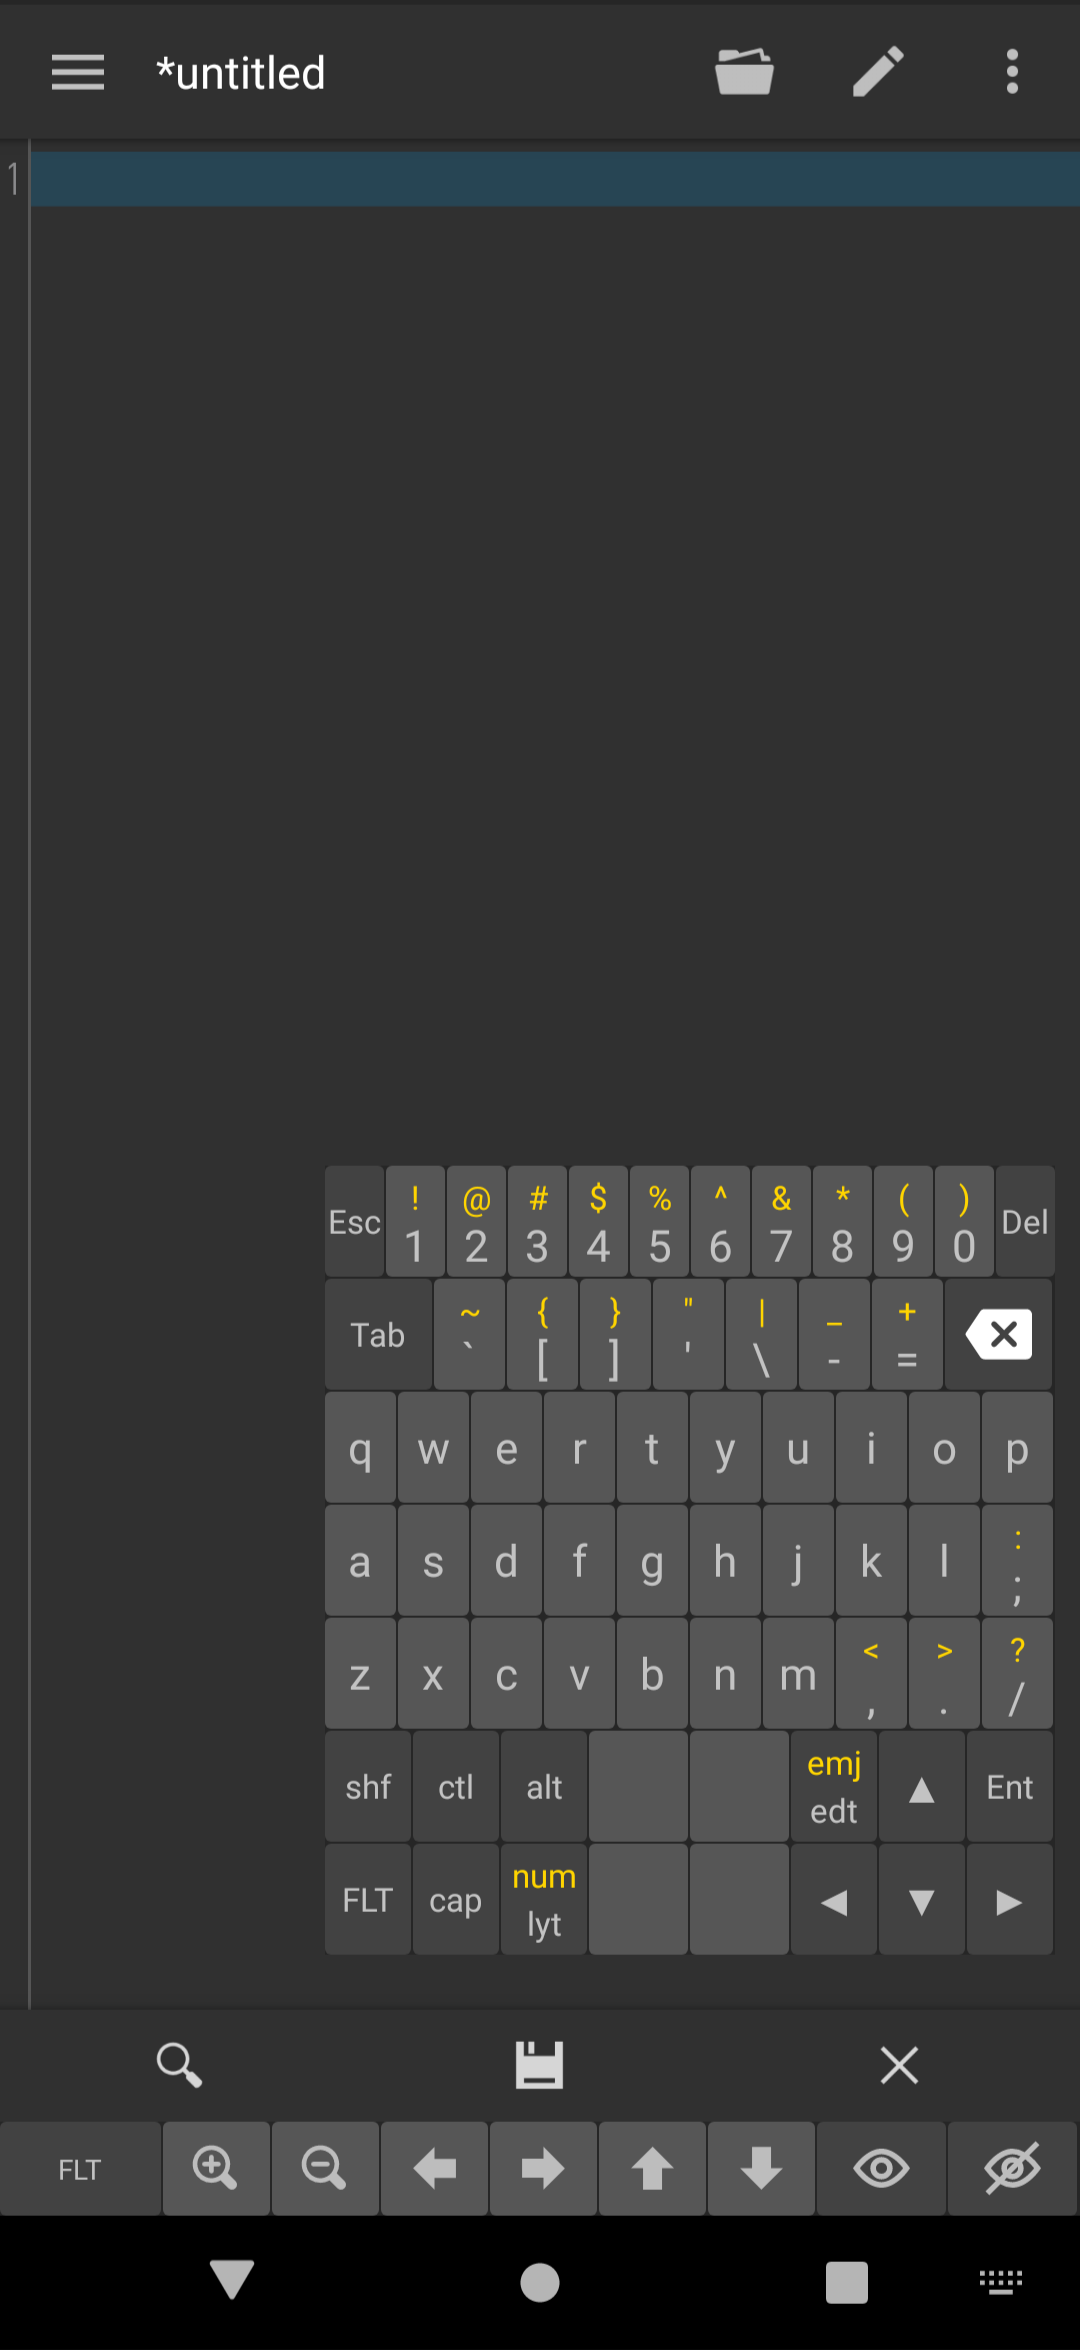 *untitled
1
Esc ! 1 @ 2 # 3 $ 4 % 5 ^ 6 & 7 * 8 ( 9 ) 0 Del
Tab ~ ` { [ } ] " ' | \ _ - + =
q w e r t y u i o p
a s d f g h j k l : ;
z x c v b n m < , > . ? /
shf ctl alt emj edt ▲ Ent
FLT cap num lyt ◀ ▼ ▶
FLT